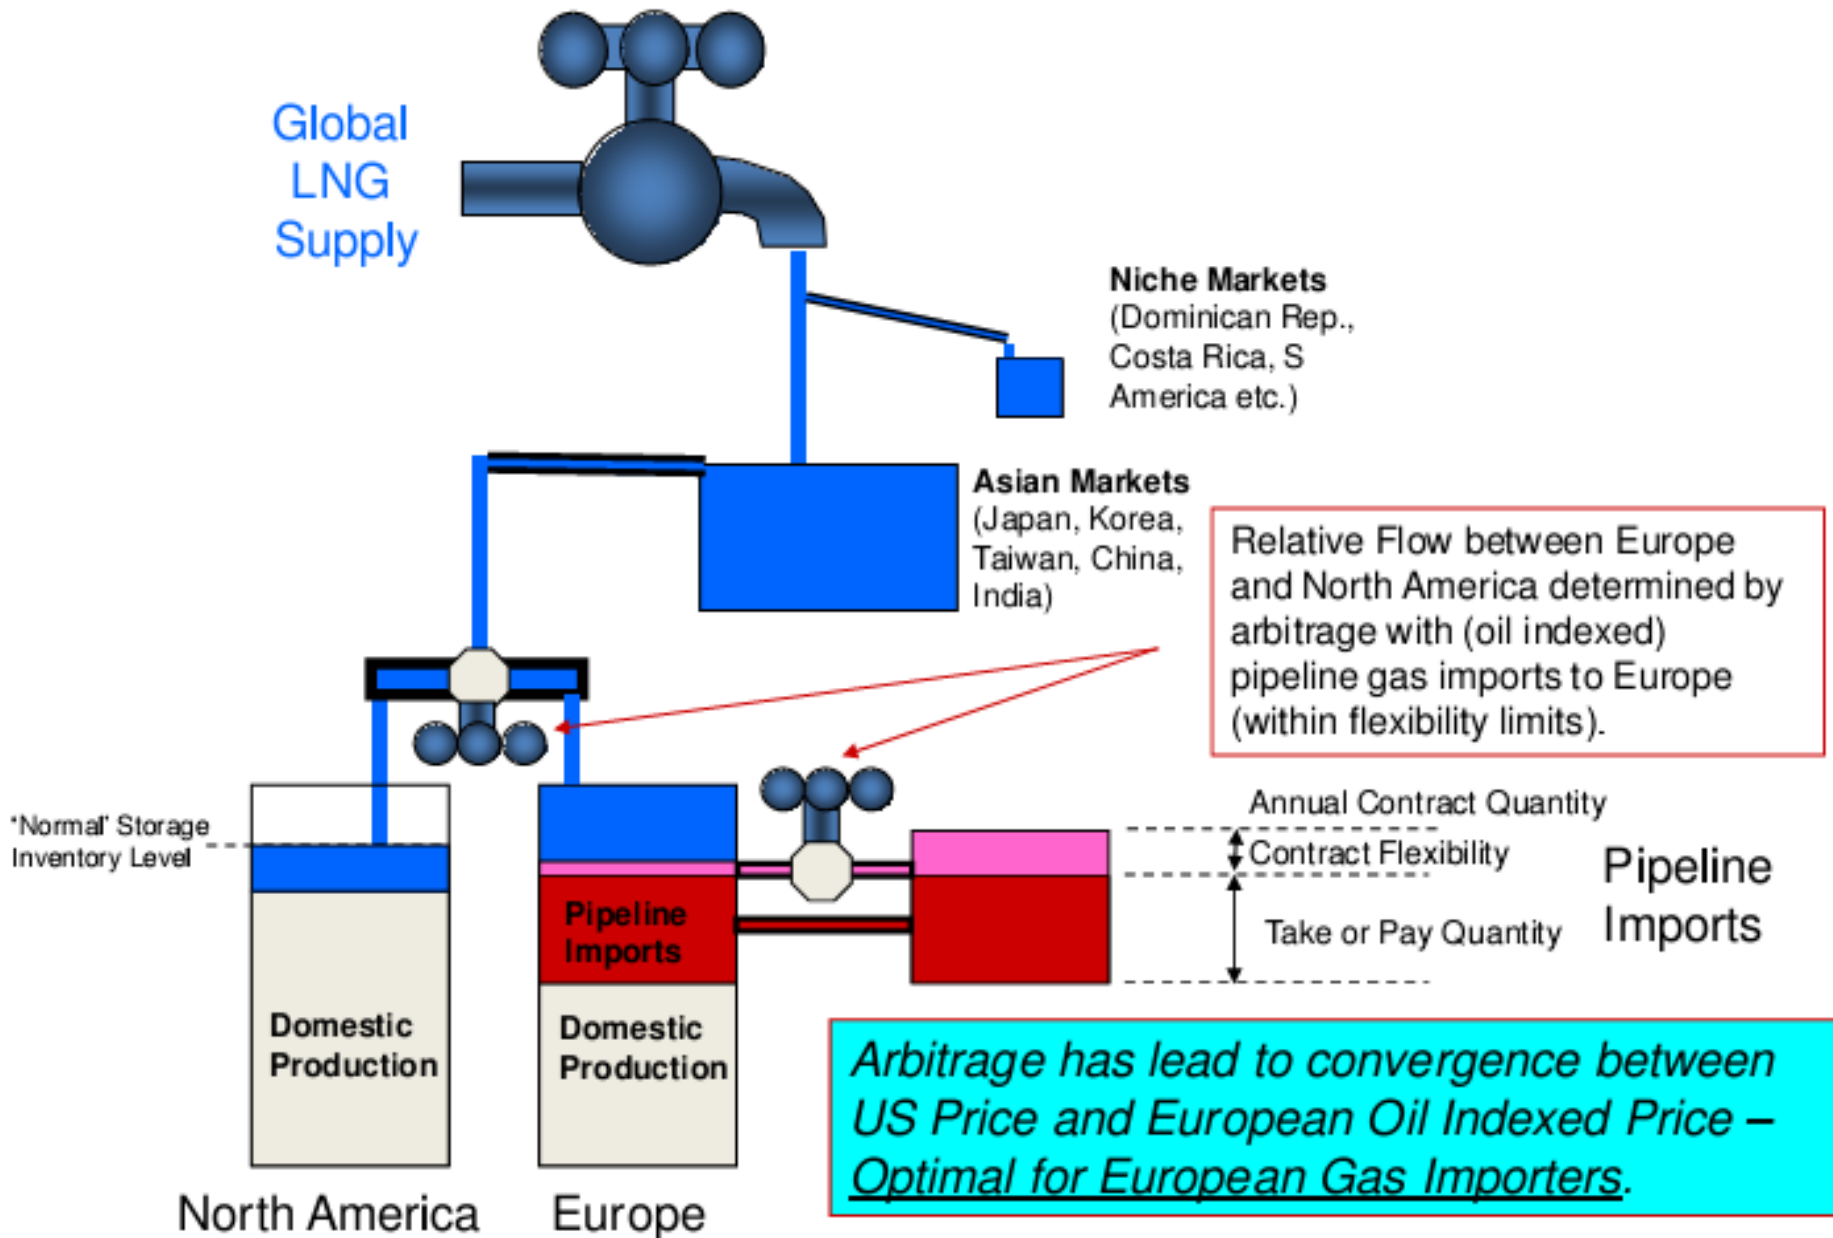 Global
LNG
Supply
Niche Markets
(Dominican Rep.,
Costa Rica, S
America etc.)
Asian Markets
(Japan, Korea,
Taiwan, China,
India)
Relative Flow between Europe
and North America determined by
arbitrage with (oil indexed)
pipeline gas imports to Europe
(within flexibility limits).
'Normal' Storage
Inventory Level
Annual Contract Quantity
Contract Flexibility
Take or Pay Quantity
Pipeline
Imports
Pipeline
Imports
Domestic
Production
Domestic
Production
Arbitrage has lead to convergence between
US Price and European Oil Indexed Price –
Optimal for European Gas Importers.
North America
Europe